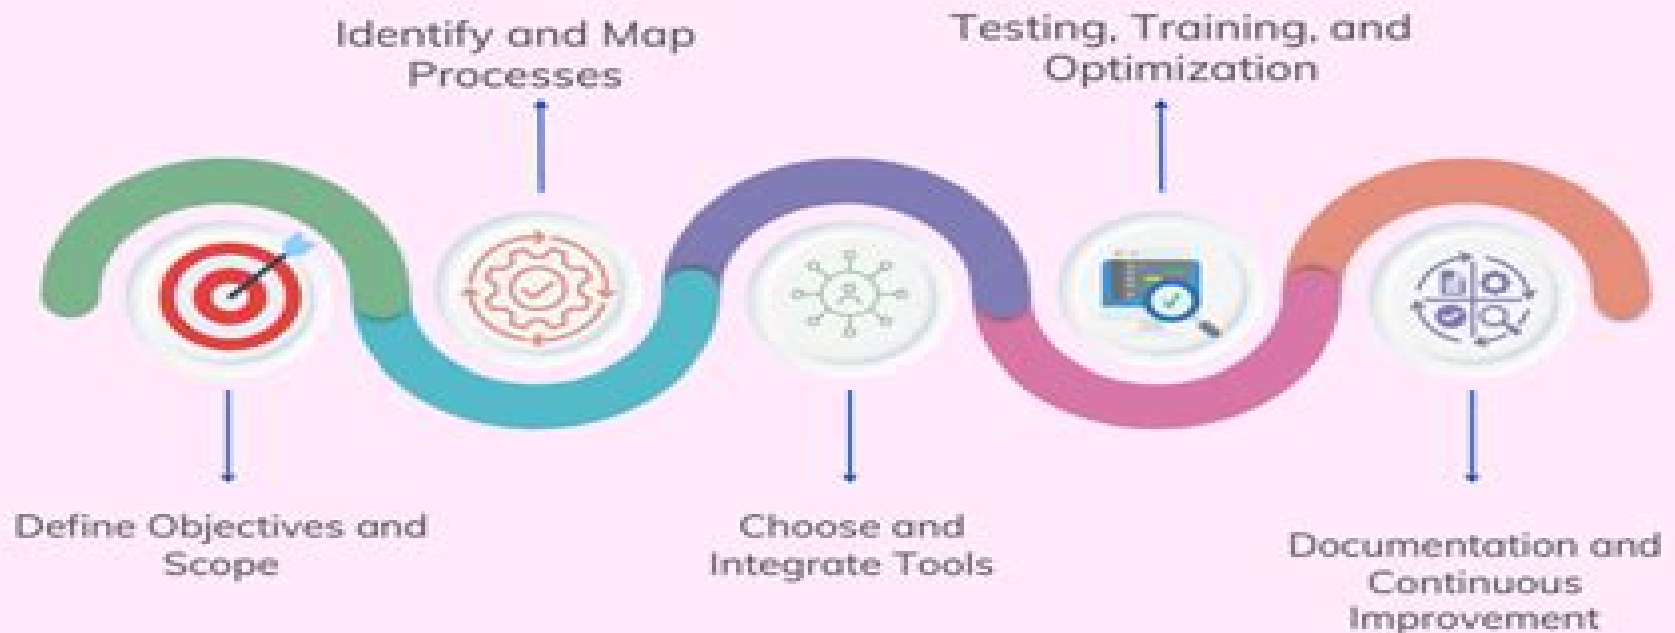 Identify and Map
Processes
Testing, Training, and
Optimization
Define Objectives and
Scope
Choose and
Integrate Tools
Documentation and
Continuous
Improvement